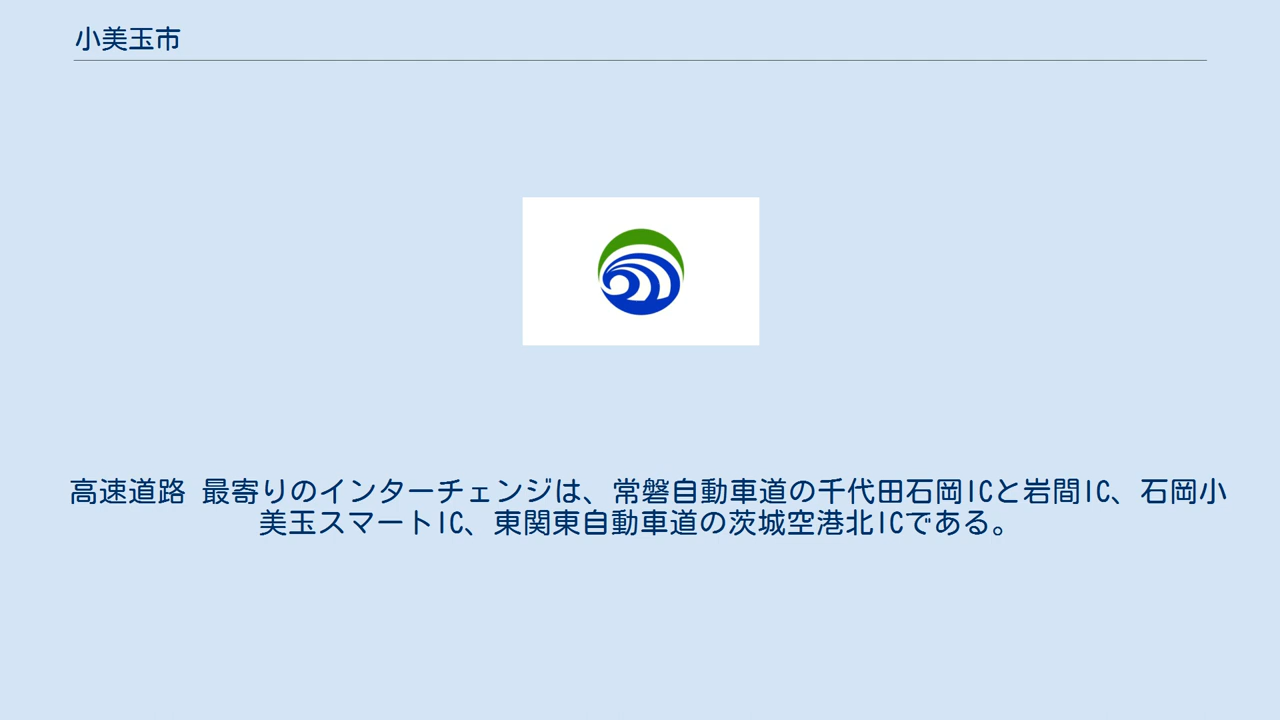 小美玉市
高速道路 最寄りのインターチェンジは、常磐自動車道の千代田石岡ICと岩間IC、石岡小
美玉スマートIC、東関東自動車道の茨城空港北ICである。